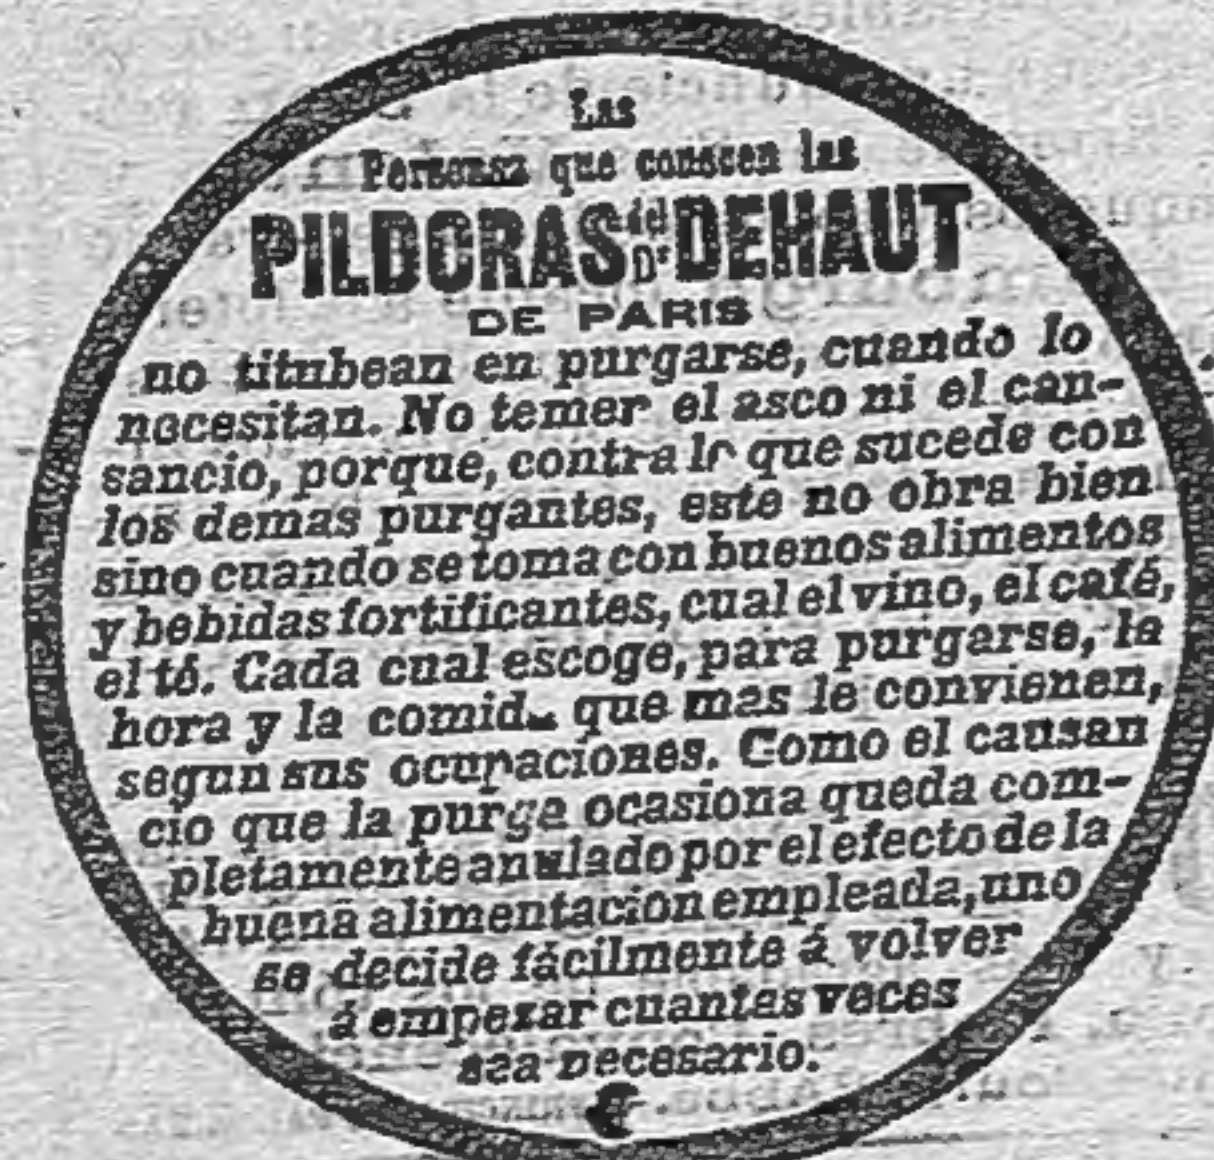 Las
Personas que conocen las
PILDORAS del Dr DEHAUT
DE PARIS
no titubean en purgarse, cuando lo
necesitan. No temer el asco ni el can-
sancio, porque, contra lo que sucede con
los demas purgantes, este no obra bien
sino cuando se toma con buenos alimentos
y bebidas fortificantes, cual el vino, el café,
el té. Cada cual escoge, para purgarse, la
hora y la comida que mas le convienen,
segun sus ocupaciones. Como el causan
cio que la purga ocasiona queda com-
pletamente anulado por el efecto de la
buena alimentacion empleada, uno
se decide fácilmente á volver
á empezar cuantas veces
sea necesario.